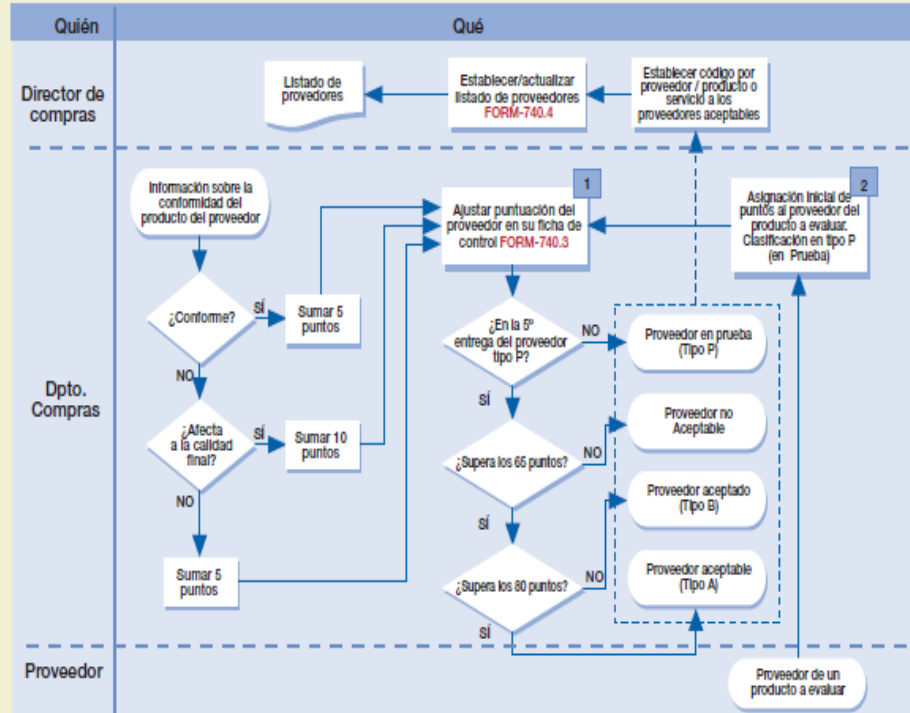 Quién
Qué
Director de
compras
Listado de
provedores
Establecer/actualizar
listado de proveedores
FORM-740.4
Establecer código por
proveedor / producto o
servicio a los
proveedores aceptables
Dpto.
Compras
Información sobre la
conformidad del
producto del proveedor
1
Ajustar puntuación del
proveedor en su ficha de
control FORM-740.3
2
Asignación inicial de
puntos al proveedor del
producto a evaluar.
Clasificación en tipo P
(en Prueba)
¿Conforme?
SÍ
Sumar 5
puntos
NO
¿Afecta
a la calidad
final?
SÍ
Sumar 10
puntos
NO
Sumar 5
puntos
¿En la 5ª
entrega del proveedor
tipo P?
NO
Proveedor en prueba
(Tipo P)
SÍ
¿Supera los 65 puntos?
NO
Proveedor no
Aceptable
SÍ
¿Supera los 80 puntos?
NO
Proveedor aceptado
(Tipo B)
Proveedor aceptable
(Tipo A)
SÍ
Proveedor
Proveedor de un
producto a evaluar